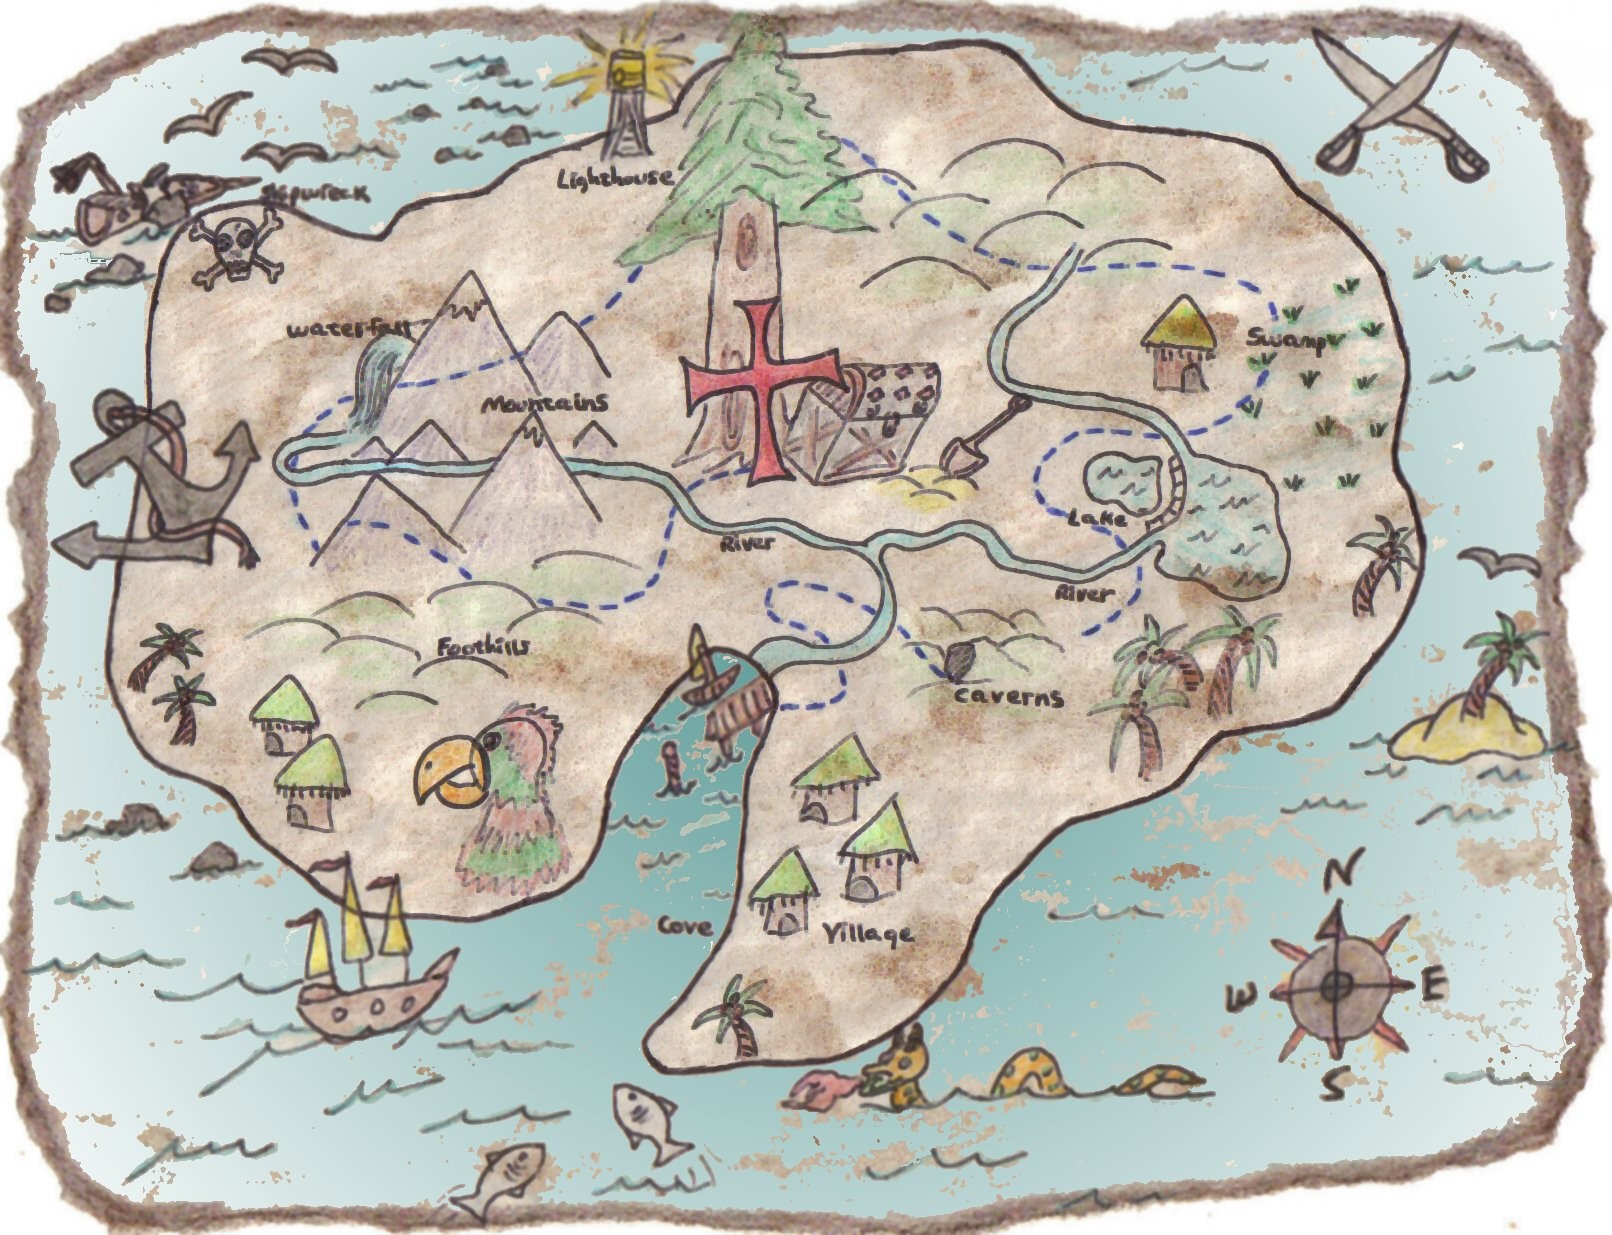 Shipwreck
Lighthouse
Waterfall
Mountains
Swamp
Lake
River
River
Foothills
Caverns
Cove
Village
N
W
E
S